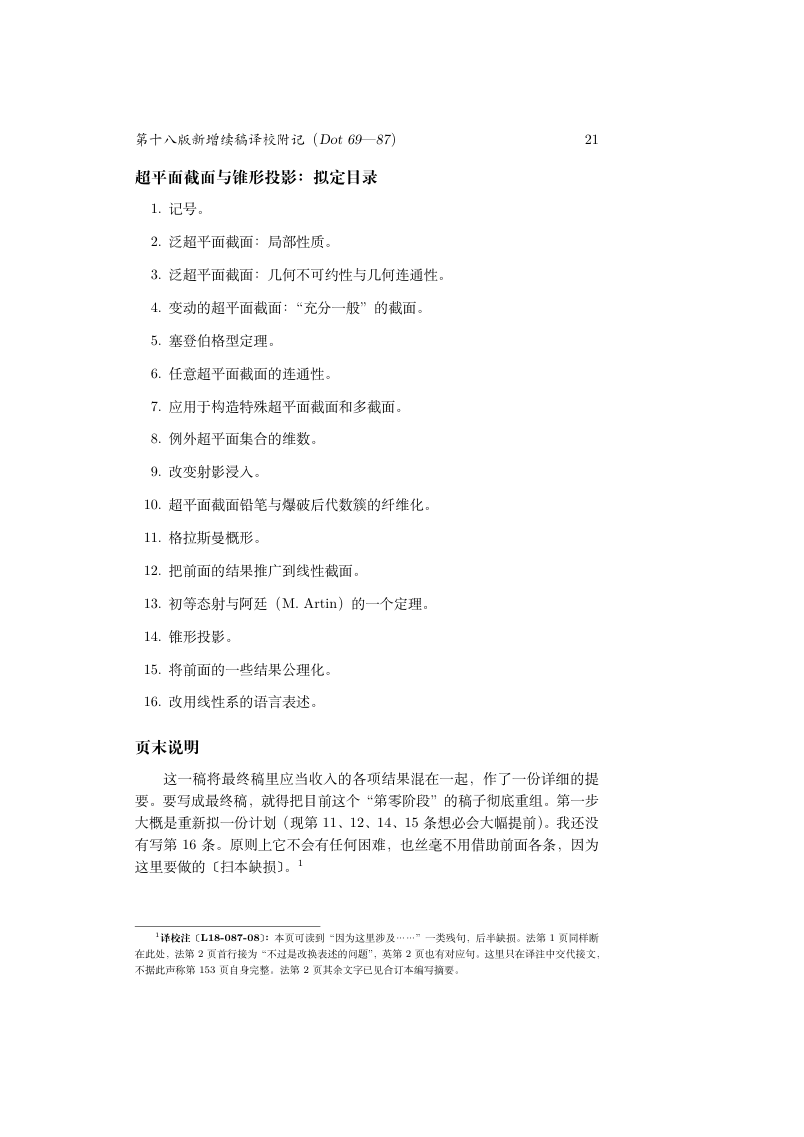 第十八版新增续稿译校附记（Dot 69—87） 21
超平面截面与锥形投影：拟定目录
1. 记号。
2. 泛超平面截面：局部性质。
3. 泛超平面截面：几何不可约性与几何连通性。
4. 变动的超平面截面：“充分一般”的截面。
5. 塞登伯格型定理。
6. 任意超平面截面的连通性。
7. 应用于构造特殊超平面截面和多截面。
8. 例外超平面集合的维数。
9. 改变射影浸入。
10. 超平面截面铅笔与爆破后代数簇的纤维化。
11. 格拉斯曼概形。
12. 把前面的结果推广到线性截面。
13. 初等态射与阿廷（M. Artin）的一个定理。
14. 锥形投影。
15. 将前面的一些结果公理化。
16. 改用线性系的语言表述。
页末说明
这一稿将最终稿里应当收入的各项结果混在一起，作了一份详细的提
要。要写成最终稿，就得把目前这个“第零阶段”的稿子彻底重组。第一步
大概是重新拟一份计划（现第 11、12、14、15 条想必会大幅提前）。我还没
有写第 16 条。原则上它不会有任何困难，也丝毫不用借助前面各条，因为
这里要做的〔扫本缺损〕。1
1译校注〔L18-087-08〕：本页可读到“因为这里涉及……”一类残句，后半缺损。法第 1 页同样断
在此处，法第 2 页首行接为“不过是改换表述的问题”，英第 2 页也有对应句。这里只在译注中交代接文，
不据此声称第 153 页自身完整。法第 2 页其余文字已见合订本编写摘要。